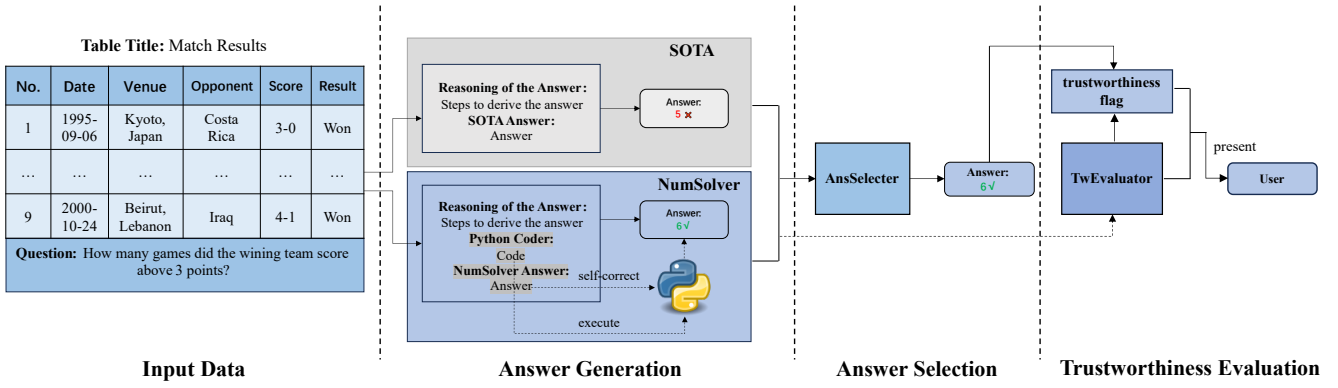 Table Title: Match Results
No. Date Venue Opponent Score Result
1 1995-09-06 Kyoto, Japan Costa Rica 3-0 Won
... ... ... ... ... ...
9 2000-10-24 Beirut, Lebanon Iraq 4-1 Won
Question: How many games did the wining team score
above 3 points?
Input Data
SOTA
Reasoning of the Answer:
Steps to derive the answer
SOTA Answer:
Answer
Answer:
5 ×
NumSolver
Reasoning of the Answer:
Steps to derive the answer
Python Coder:
Code
NumSolver Answer:
Answer
Answer:
6 √
self-correct
execute
Answer Generation
AnsSelecter
Answer:
6 √
Answer Selection
trustworthiness
flag
TwEvaluator
present
User
Trustworthiness Evaluation